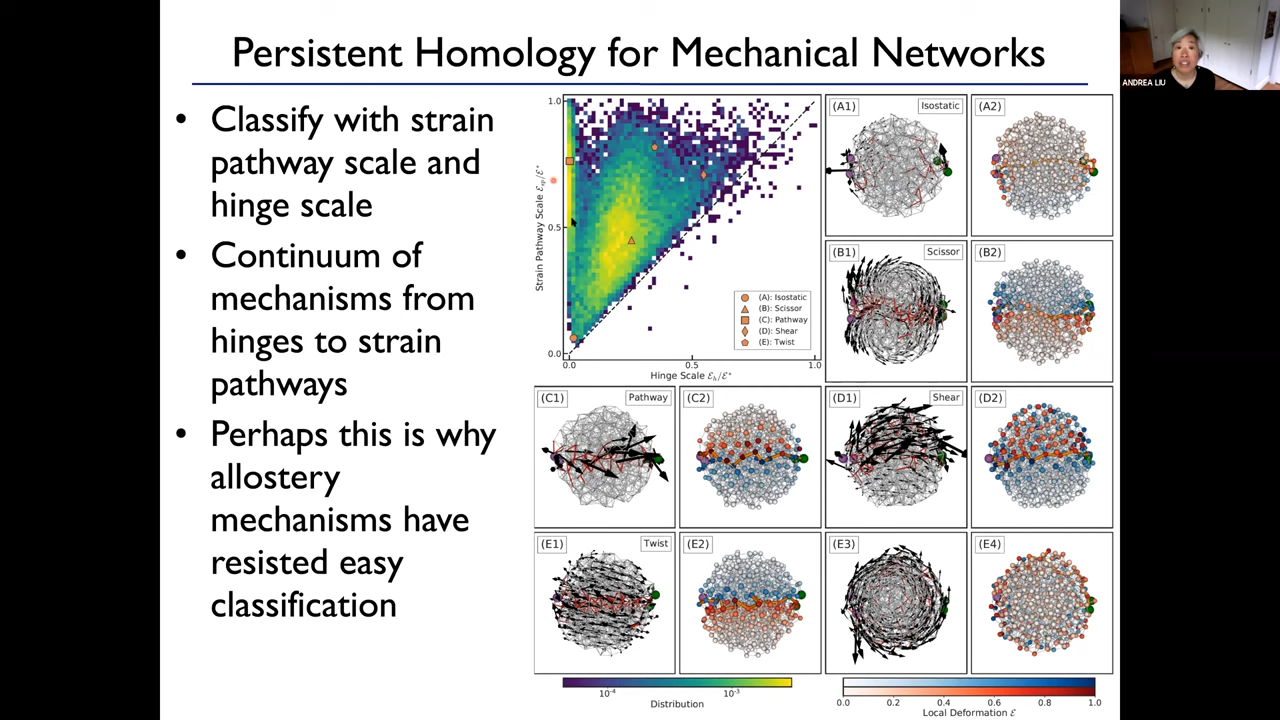 Persistent Homology for Mechanical Networks
ANDREA LIU
• Classify with strain
pathway scale and
hinge scale
• Continuum of
mechanisms from
hinges to strain
pathways
• Perhaps this is why
allostery
mechanisms have
resisted easy
classification
1.0
0.5
0.0
Strain Pathway Scale ℰsp/ℰ*
0.0 0.5 1.0
Hinge Scale ℰh/ℰ*
(A): Isostatic
(B): Scissor
(C): Pathway
(D): Shear
(E): Twist
(A1) Isostatic (A2)
(B1) Scissor (B2)
(C1) Pathway (C2) (D1) Shear (D2)
(E1) Twist (E2) (E3) (E4)
10⁻⁴ 10⁻³
Distribution
0.0 0.2 0.4 0.6 0.8 1.0
Local Deformation ℰ